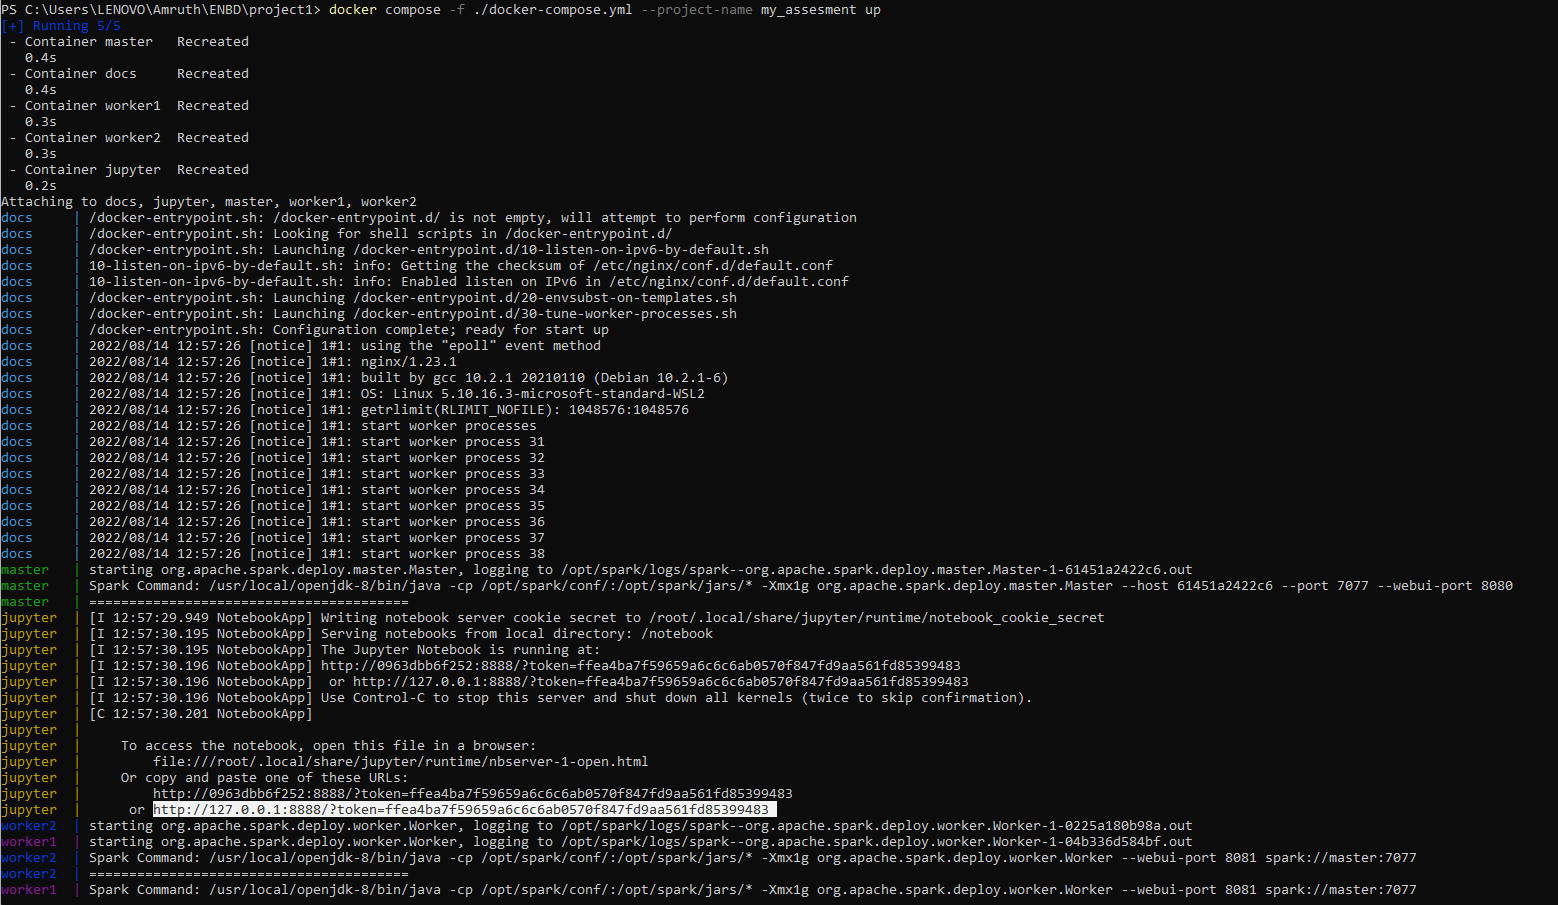 PS C:\Users\LENOVO\Amruth\ENBD\project1> docker compose -f ./docker-compose.yml --project-name my_assesment up
[+] Running 5/5
 - Container master   Recreated
   0.4s
 - Container docs     Recreated
   0.4s
 - Container worker1  Recreated
   0.3s
 - Container worker2  Recreated
   0.3s
 - Container jupyter  Recreated
   0.2s
Attaching to docs, jupyter, master, worker1, worker2
docs     | /docker-entrypoint.sh: /docker-entrypoint.d/ is not empty, will attempt to perform configuration
docs     | /docker-entrypoint.sh: Looking for shell scripts in /docker-entrypoint.d/
docs     | /docker-entrypoint.sh: Launching /docker-entrypoint.d/10-listen-on-ipv6-by-default.sh
docs     | 10-listen-on-ipv6-by-default.sh: info: Getting the checksum of /etc/nginx/conf.d/default.conf
docs     | 10-listen-on-ipv6-by-default.sh: info: Enabled listen on IPv6 in /etc/nginx/conf.d/default.conf
docs     | /docker-entrypoint.sh: Launching /docker-entrypoint.d/20-envsubst-on-templates.sh
docs     | /docker-entrypoint.sh: Launching /docker-entrypoint.d/30-tune-worker-processes.sh
docs     | /docker-entrypoint.sh: Configuration complete; ready for start up
docs     | 2022/08/14 12:57:26 [notice] 1#1: using the "epoll" event method
docs     | 2022/08/14 12:57:26 [notice] 1#1: nginx/1.23.1
docs     | 2022/08/14 12:57:26 [notice] 1#1: built by gcc 10.2.1 20210110 (Debian 10.2.1-6)
docs     | 2022/08/14 12:57:26 [notice] 1#1: OS: Linux 5.10.16.3-microsoft-standard-WSL2
docs     | 2022/08/14 12:57:26 [notice] 1#1: getrlimit(RLIMIT_NOFILE): 1048576:1048576
docs     | 2022/08/14 12:57:26 [notice] 1#1: start worker processes
docs     | 2022/08/14 12:57:26 [notice] 1#1: start worker process 31
docs     | 2022/08/14 12:57:26 [notice] 1#1: start worker process 32
docs     | 2022/08/14 12:57:26 [notice] 1#1: start worker process 33
docs     | 2022/08/14 12:57:26 [notice] 1#1: start worker process 34
docs     | 2022/08/14 12:57:26 [notice] 1#1: start worker process 35
docs     | 2022/08/14 12:57:26 [notice] 1#1: start worker process 36
docs     | 2022/08/14 12:57:26 [notice] 1#1: start worker process 37
docs     | 2022/08/14 12:57:26 [notice] 1#1: start worker process 38
master   | starting org.apache.spark.deploy.master.Master, logging to /opt/spark/logs/spark--org.apache.spark.deploy.master.Master-1-61451a2422c6.out
master   | Spark Command: /usr/local/openjdk-8/bin/java -cp /opt/spark/conf/:/opt/spark/jars/* -Xmx1g org.apache.spark.deploy.master.Master --host 61451a2422c6 --port 7077 --webui-port 8080
master   | ========================================
jupyter  | [I 12:57:29.949 NotebookApp] Writing notebook server cookie secret to /root/.local/share/jupyter/runtime/notebook_cookie_secret
jupyter  | [I 12:57:30.195 NotebookApp] Serving notebooks from local directory: /notebook
jupyter  | [I 12:57:30.195 NotebookApp] The Jupyter Notebook is running at:
jupyter  | [I 12:57:30.196 NotebookApp] http://0963dbb6f252:8888/?token=ffea4ba7f59659a6c6c6ab0570f847fd9aa561fd85399483
jupyter  | [I 12:57:30.196 NotebookApp]  or http://127.0.0.1:8888/?token=ffea4ba7f59659a6c6c6ab0570f847fd9aa561fd85399483
jupyter  | [I 12:57:30.196 NotebookApp] Use Control-C to stop this server and shut down all kernels (twice to skip confirmation).
jupyter  | [C 12:57:30.201 NotebookApp]
jupyter  |
jupyter  |     To access the notebook, open this file in a browser:
jupyter  |         file:///root/.local/share/jupyter/runtime/nbserver-1-open.html
jupyter  |     Or copy and paste one of these URLs:
jupyter  |         http://0963dbb6f252:8888/?token=ffea4ba7f59659a6c6c6ab0570f847fd9aa561fd85399483
jupyter  |      or http://127.0.0.1:8888/?token=ffea4ba7f59659a6c6c6ab0570f847fd9aa561fd85399483
worker2  | starting org.apache.spark.deploy.worker.Worker, logging to /opt/spark/logs/spark--org.apache.spark.deploy.worker.Worker-1-0225a180b98a.out
worker1  | starting org.apache.spark.deploy.worker.Worker, logging to /opt/spark/logs/spark--org.apache.spark.deploy.worker.Worker-1-04b336d584bf.out
worker2  | Spark Command: /usr/local/openjdk-8/bin/java -cp /opt/spark/conf/:/opt/spark/jars/* -Xmx1g org.apache.spark.deploy.worker.Worker --webui-port 8081 spark://master:7077
worker2  | ========================================
worker1  | Spark Command: /usr/local/openjdk-8/bin/java -cp /opt/spark/conf/:/opt/spark/jars/* -Xmx1g org.apache.spark.deploy.worker.Worker --webui-port 8081 spark://master:7077